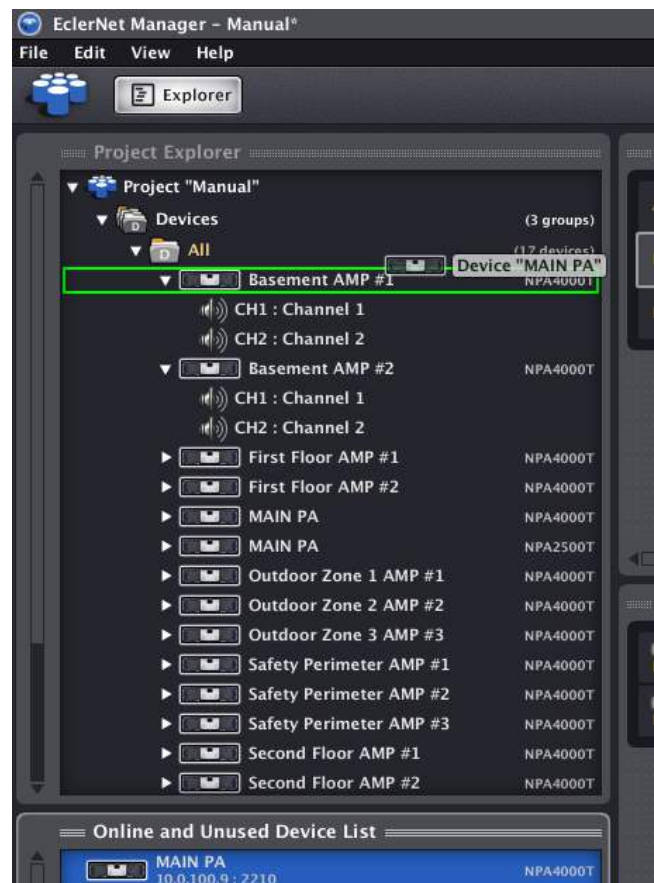 EclerNet Manager – Manual*
File Edit View Help
Explorer
Project Explorer
Project "Manual"
Devices (3 groups)
D
All (17 devices)
D
Device "MAIN PA"
Basement AMP #1 NPA4000T
CH1 : Channel 1
CH2 : Channel 2
Basement AMP #2 NPA4000T
CH1 : Channel 1
CH2 : Channel 2
First Floor AMP #1 NPA4000T
First Floor AMP #2 NPA4000T
MAIN PA NPA4000T
MAIN PA NPA2500T
Outdoor Zone 1 AMP #1 NPA4000T
Outdoor Zone 2 AMP #2 NPA4000T
Outdoor Zone 3 AMP #3 NPA4000T
Safety Perimeter AMP #1 NPA4000T
Safety Perimeter AMP #2 NPA4000T
Safety Perimeter AMP #3 NPA4000T
Second Floor AMP #1 NPA4000T
Second Floor AMP #2 NPA4000T
Online and Unused Device List
MAIN PA NPA4000T
10.0.100.9 : 2210